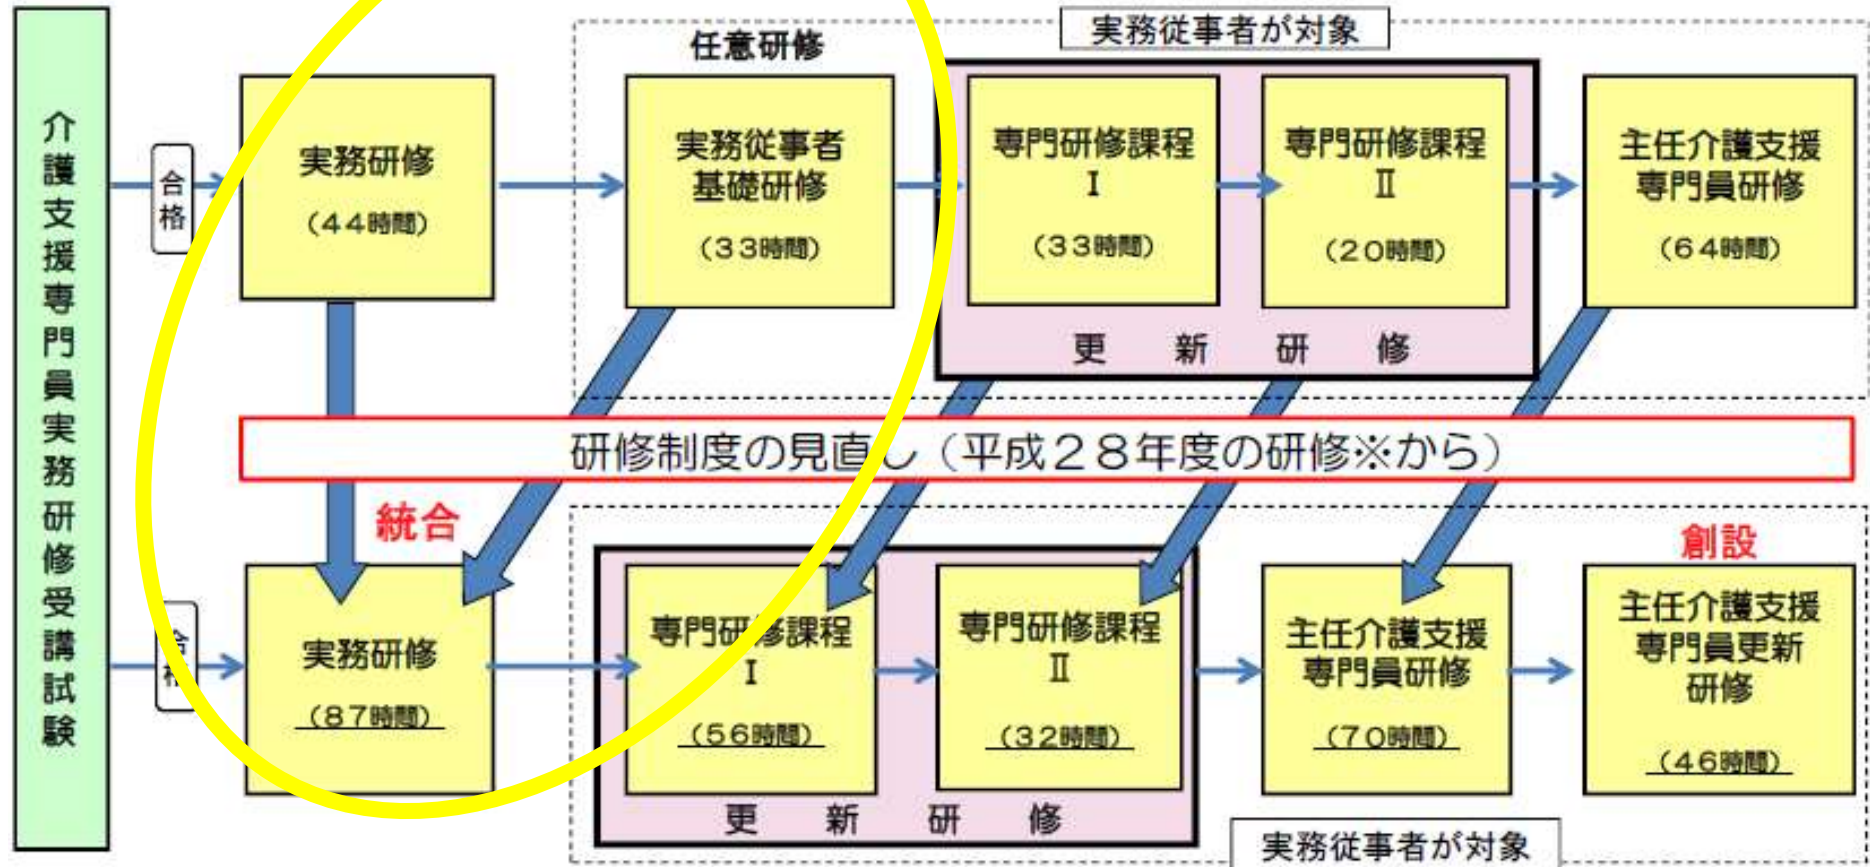 介護支援専門員実務研修受講試験
実務従事者が対象
任意研修
合格
実務研修
(44時間)
実務従事者
基礎研修
(33時間)
専門研修課程
Ⅰ
(33時間)
専門研修課程
Ⅱ
(20時間)
主任介護支援
専門員研修
(64時間)
更新研修
研修制度の見直し(平成28年度の研修※から)
統合
創設
合格
実務研修
(87時間)
専門研修課程
Ⅰ
(56時間)
専門研修課程
Ⅱ
(32時間)
主任介護支援
専門員研修
(70時間)
主任介護支援
専門員更新
研修
(46時間)
更新研修
実務従事者が対象